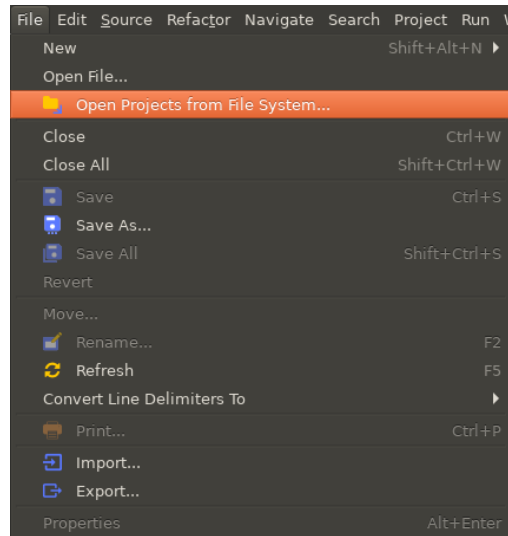 File Edit Source Refactor Navigate Search Project Run
New Shift+Alt+N
Open File...
Open Projects from File System...
Close Ctrl+W
Close All Shift+Ctrl+W
Save Ctrl+S
Save As...
Save All Shift+Ctrl+S
Revert
Move...
Rename... F2
Refresh F5
Convert Line Delimiters To
Print... Ctrl+P
Import...
Export...
Properties Alt+Enter